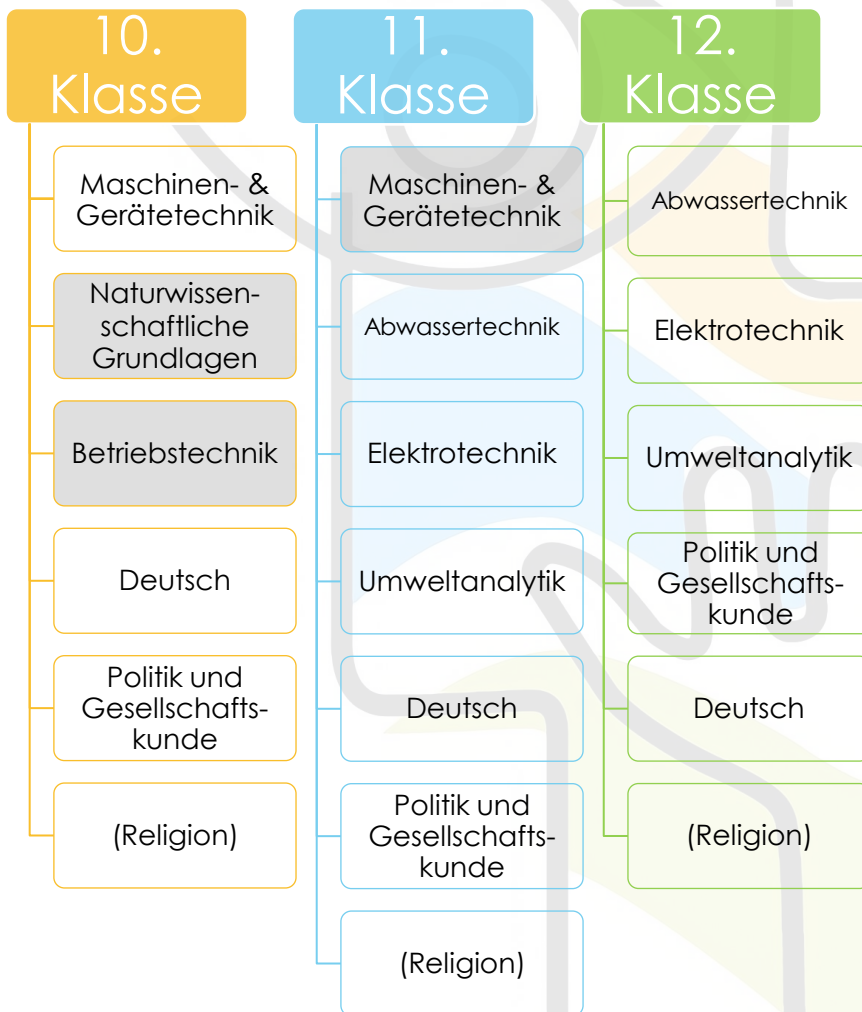 10.
Klasse
Maschinen- &
Gerätetechnik
Naturwissen-
schaftliche
Grundlagen
Betriebstechnik
Deutsch
Politik und
Gesellschafts-
kunde
(Religion)
11.
Klasse
Maschinen- &
Gerätetechnik
Abwassertechnik
Elektrotechnik
Umweltanalytik
Deutsch
Politik und
Gesellschafts-
kunde
(Religion)
12.
Klasse
Abwassertechnik
Elektrotechnik
Umweltanalytik
Politik und
Gesellschafts-
kunde
Deutsch
(Religion)